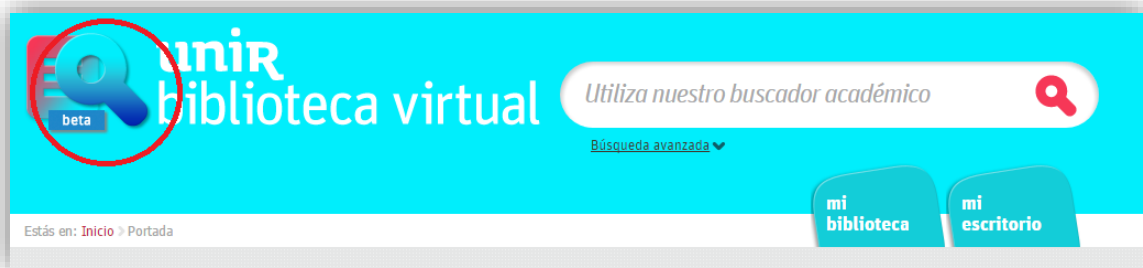 beta
unir
biblioteca virtual
Utiliza nuestro buscador académico
Búsqueda avanzada
mi
biblioteca
mi
escritorio
Estás en: Inicio > Portada